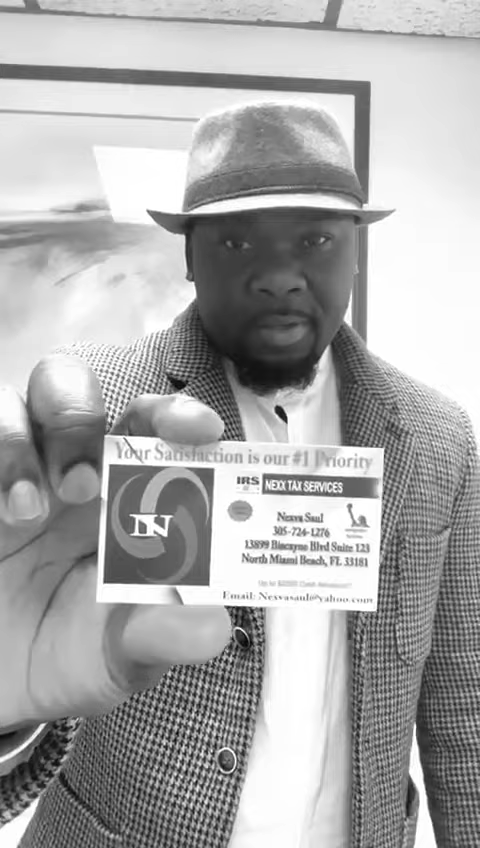 Your Satisfaction is our #1 Priority
IRS
NEXX TAX SERVICES
IN
Nexva Saul
305-724-1276
13899 Biscayne Blvd Suite 123
North Miami Beach, FL 33181
Email: Nexvasaul@yahoo.com